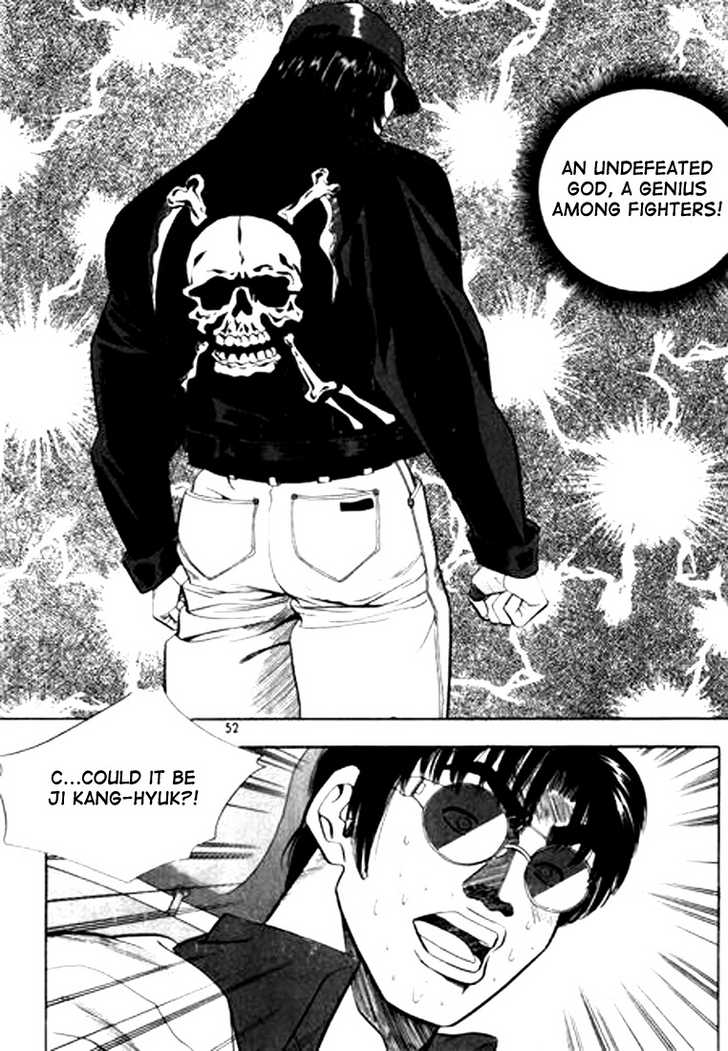 AN UNDEFEATED
GOD, A GENIUS
AMONG FIGHTERS!
52
C...COULD IT BE
JI KANG-HYUK?!